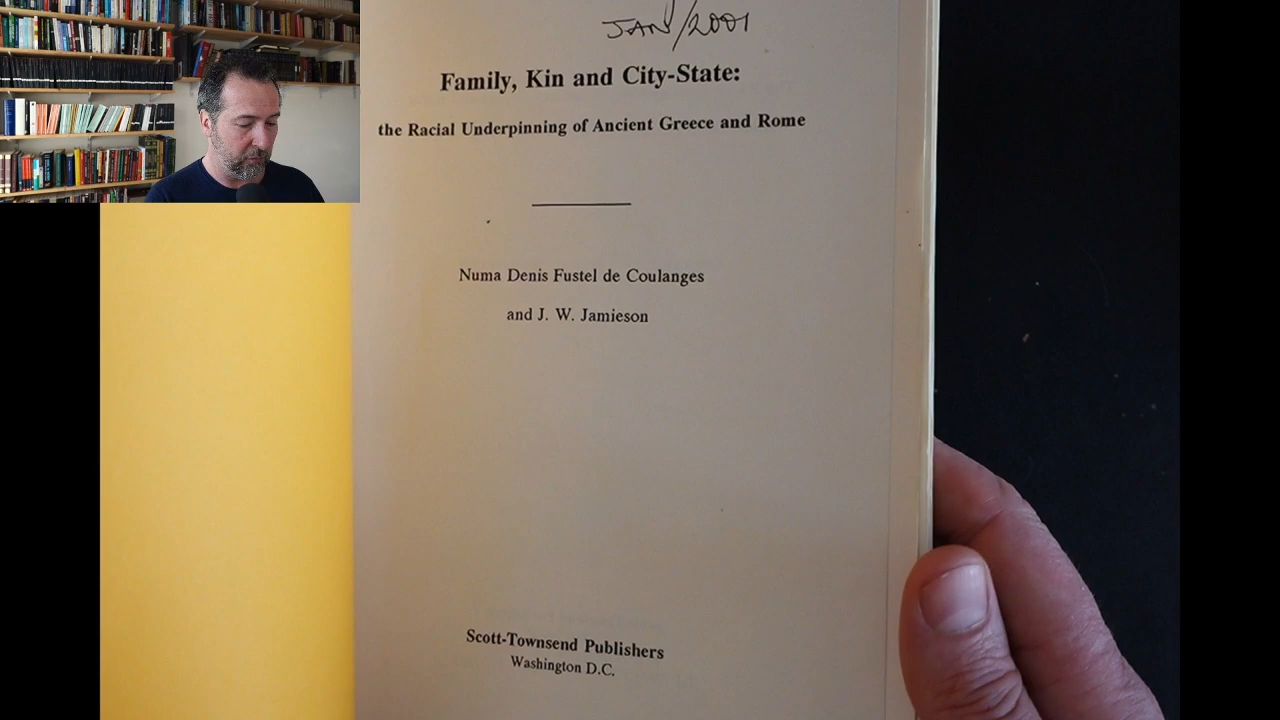 JAN/2001
Family, Kin and City-State:
the Racial Underpinning of Ancient Greece and Rome
Numa Denis Fustel de Coulanges
and J. W. Jamieson
Scott-Townsend Publishers
Washington D.C.